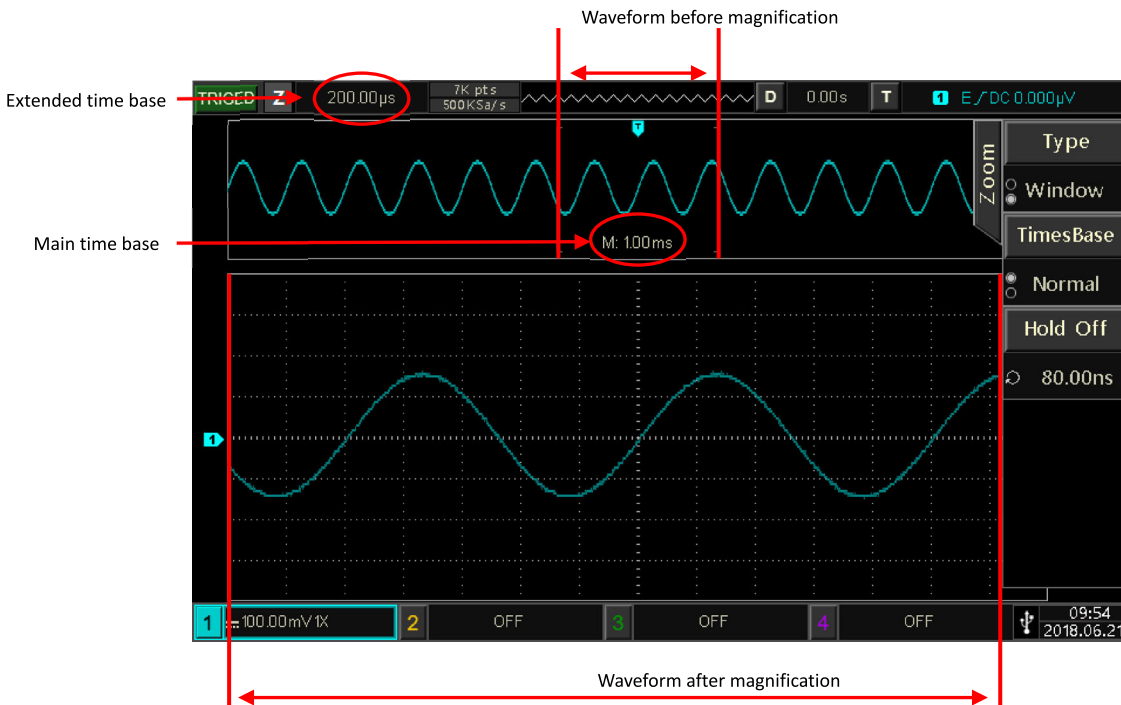 Waveform before magnification
Extended time base
TRIGED Z 200.00µs 7K pts D 0.00s T 1 E DC 0.000µV
500KSa/s
T
Zoom
Type
Window
Main time base
M: 1.00ms
TimesBase
Normal
Hold Off
80.00ns
1
1 100.00mV 1X 2 OFF 3 OFF 4 OFF
09:54
2018.06.21
Waveform after magnification